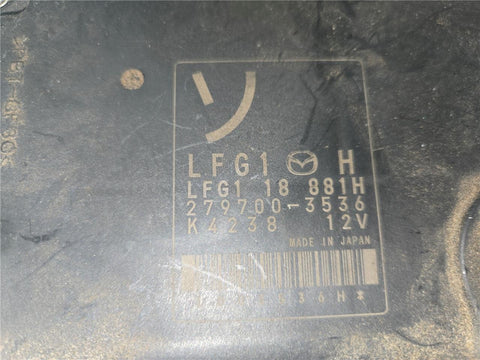 ソ
LFG1 H
LFG1 18 881H
279700-3536
K4238 12V
MADE IN JAPAN